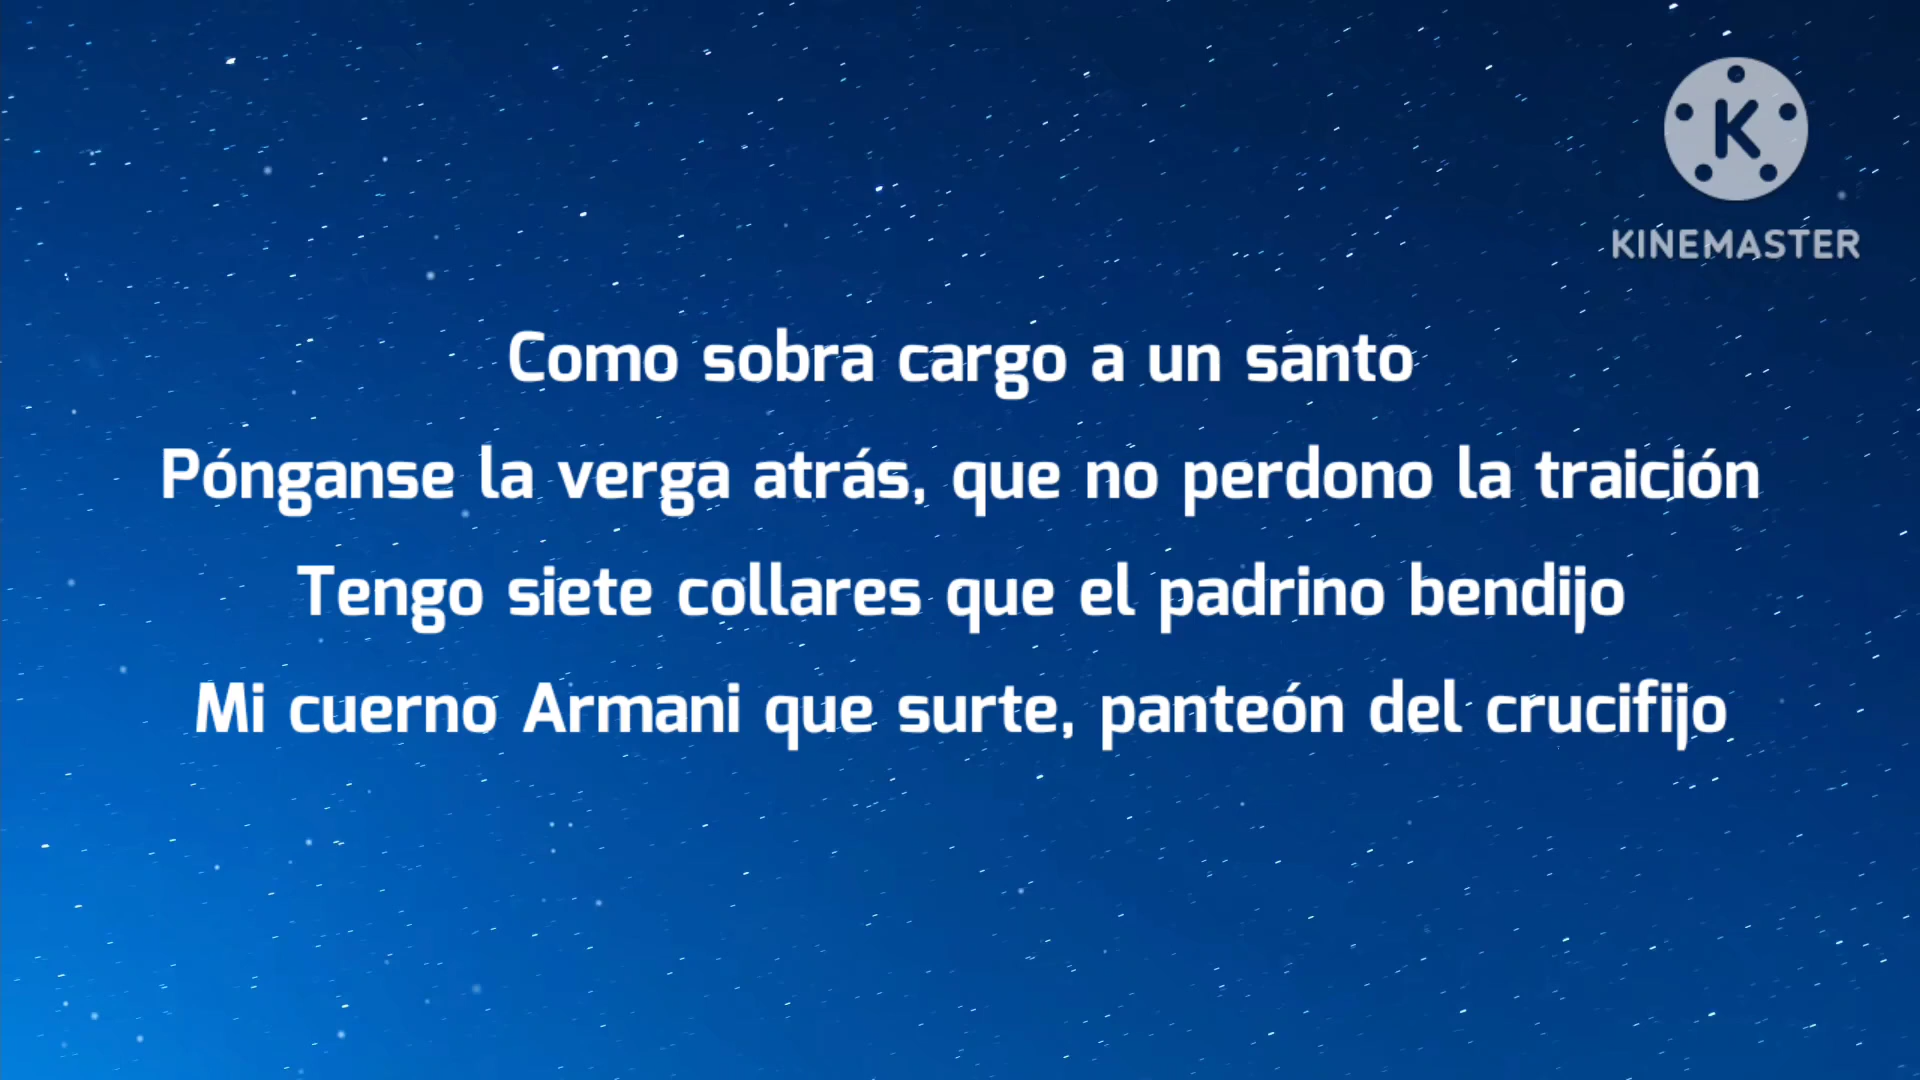 KINEMASTER
Como sobra cargo a un santo
Pónganse la verga atrás, que no perdono la traición
Tengo siete collares que el padrino bendijo
Mi cuerno Armani que surte, panteón del crucifijo